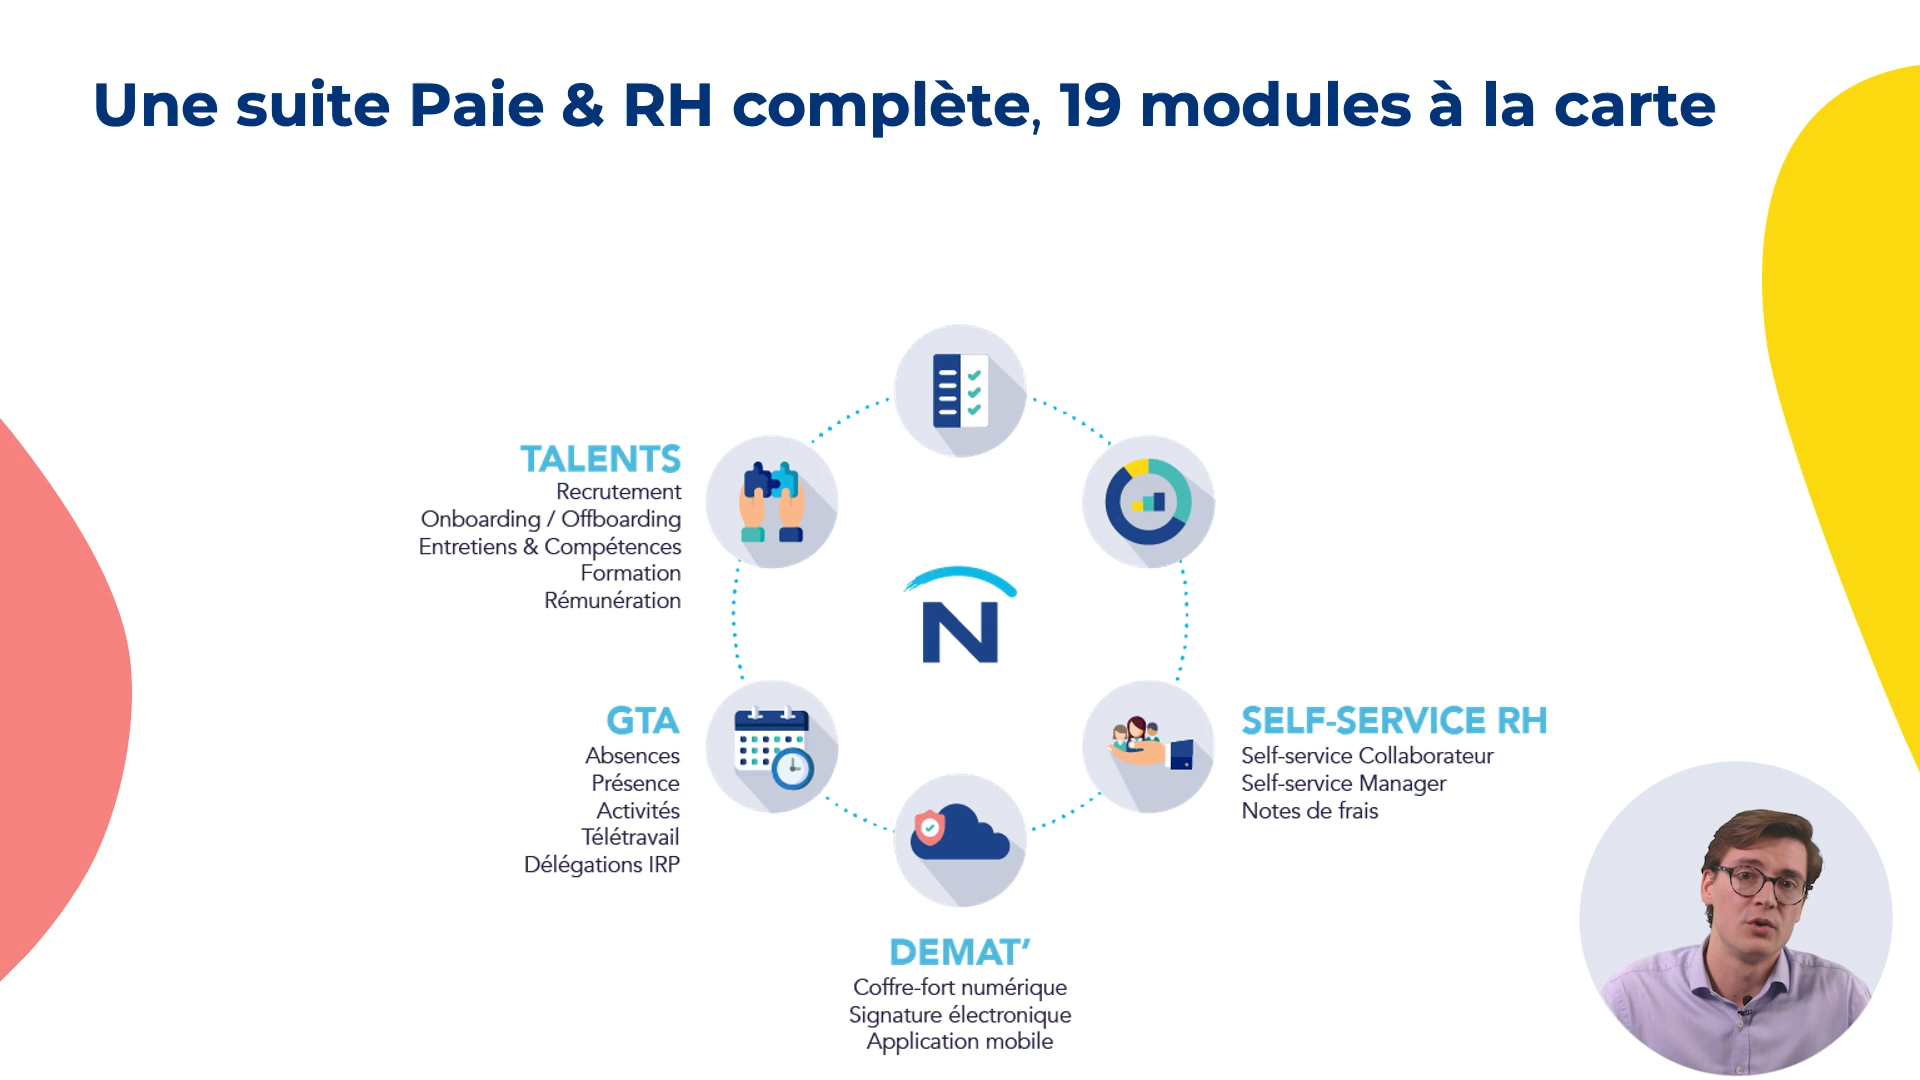 Une suite Paie & RH complète, 19 modules à la carte
TALENTS
Recrutement
Onboarding / Offboarding
Entretiens & Compétences
Formation
Rémunération
N
GTA
Absences
Présence
Activités
Télétravail
Délégations IRP
SELF-SERVICE RH
Self-service Collaborateur
Self-service Manager
Notes de frais
DEMAT’
Coffre-fort numérique
Signature électronique
Application mobile